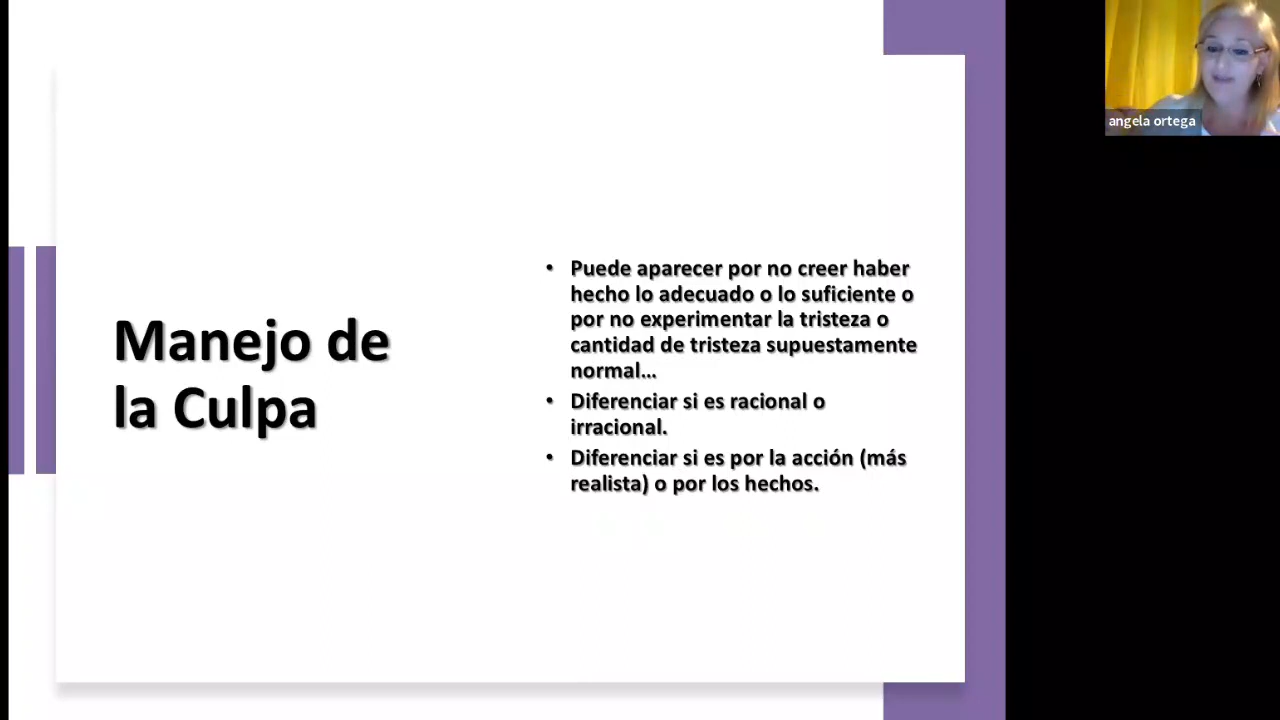 Manejo de
la Culpa
• Puede aparecer por no creer haber
hecho lo adecuado o lo suficiente o
por no experimentar la tristeza o
cantidad de tristeza supuestamente
normal…
• Diferenciar si es racional o
irracional.
• Diferenciar si es por la acción (más
realista) o por los hechos.
angela ortega